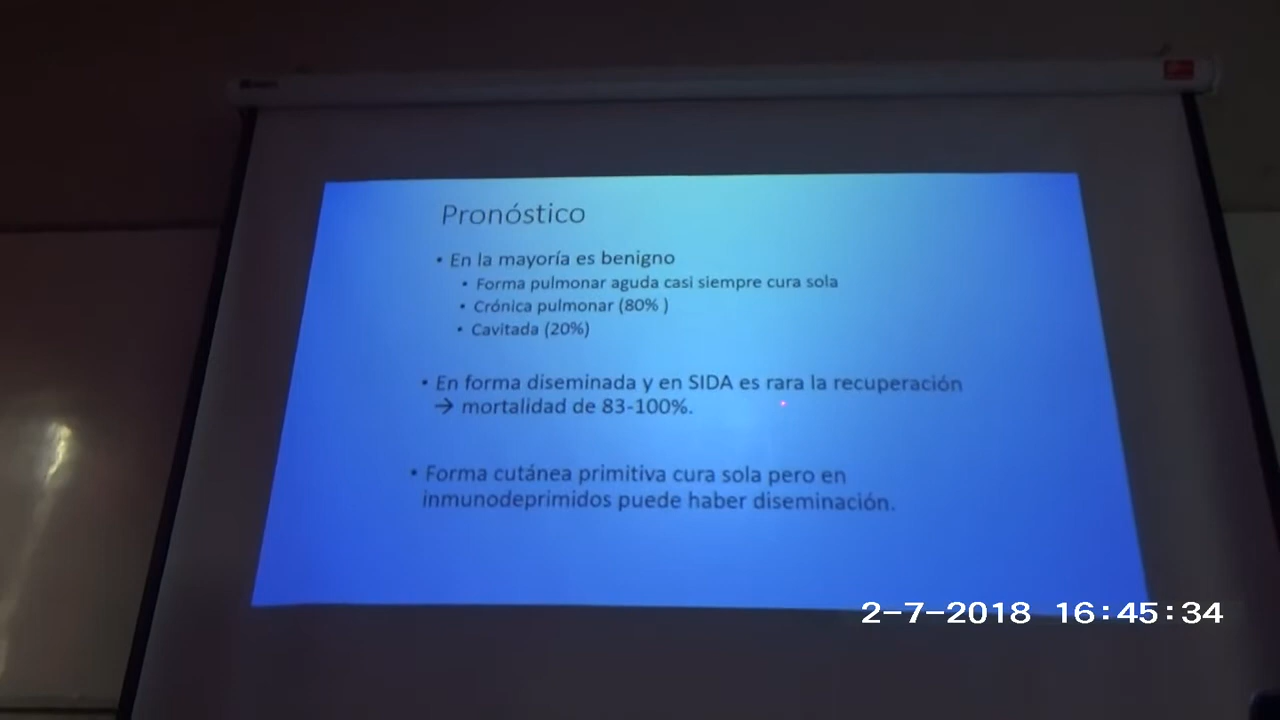 Pronóstico
• En la mayoría es benigno
• Forma pulmonar aguda casi siempre cura sola
• Crónica pulmonar (80% )
• Cavitada (20%)
• En forma diseminada y en SIDA es rara la recuperación
→ mortalidad de 83-100%.
• Forma cutánea primitiva cura sola pero en
inmunodeprimidos puede haber diseminación.
2-7-2018 16:45:34